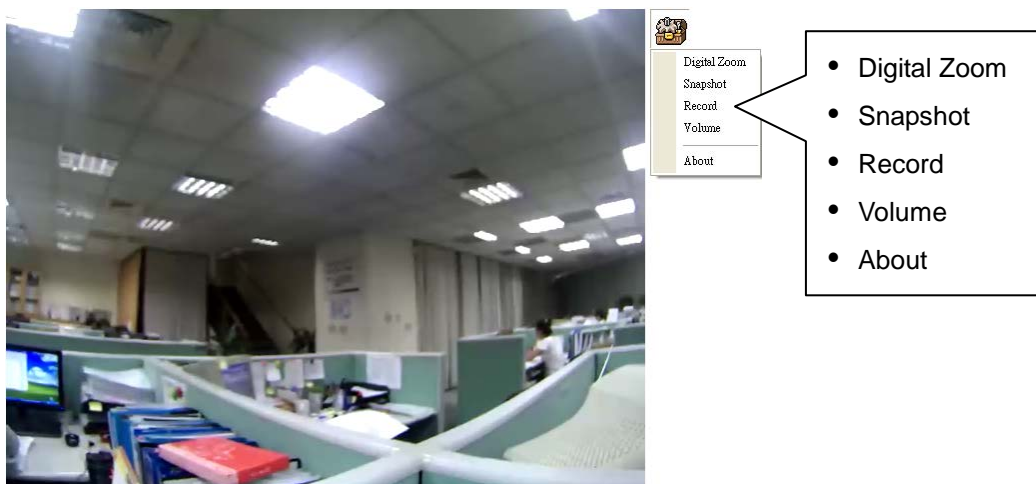 Digital Zoom
Snapshot
Record
Volume
About
• Digital Zoom
• Snapshot
• Record
• Volume
• About